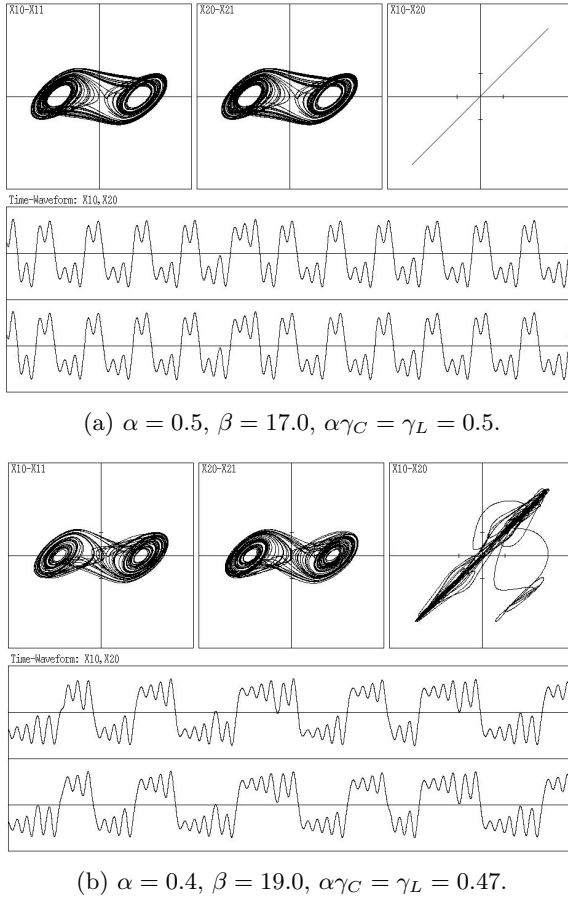 X10-X11 X20-X21 X10-X20
Time-Waveform: X10,X20
(a) α = 0.5, β = 17.0, αγ_C = γ_L = 0.5.
X10-X11 X20-X21 X10-X20
Time-Waveform: X10,X20
(b) α = 0.4, β = 19.0, αγ_C = γ_L = 0.47.